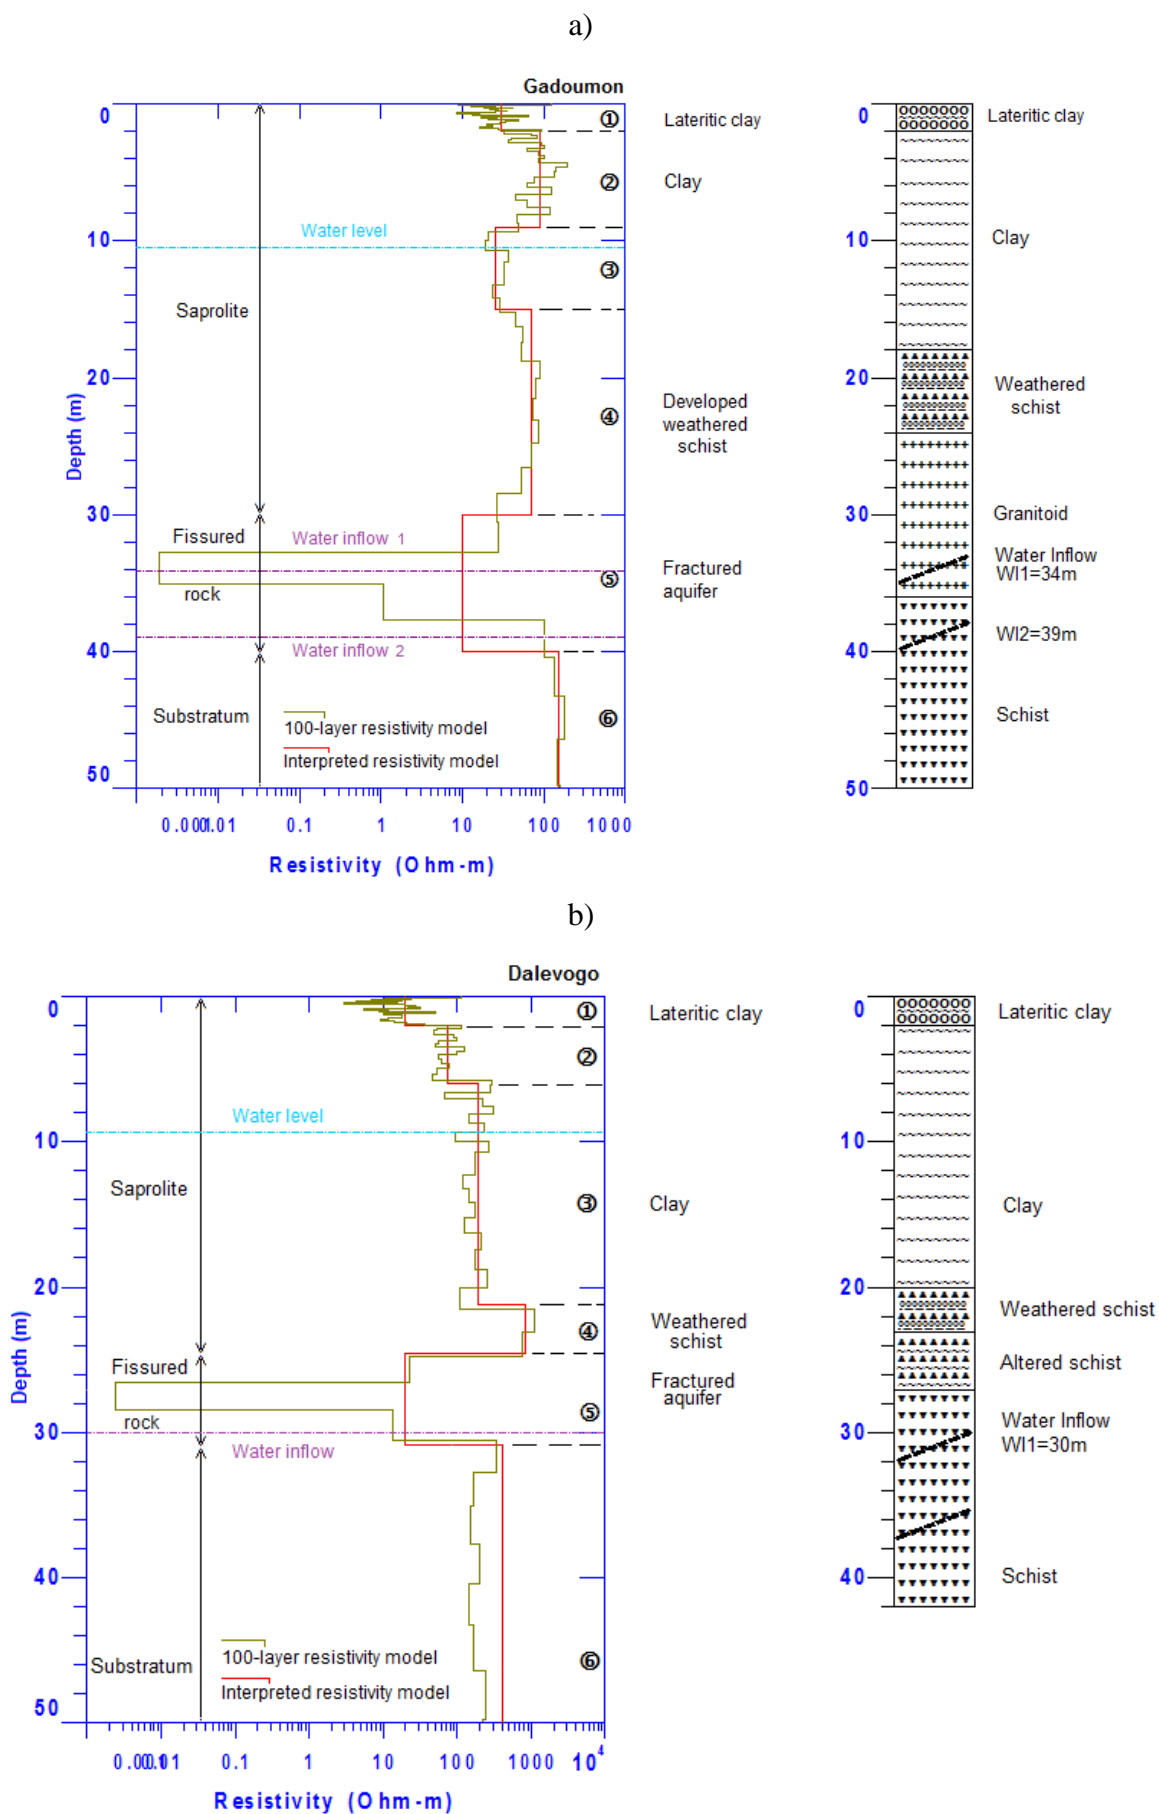 a)
Gadoumon
0
①
Lateritic clay
0
Lateritic clay
②
Clay
Water level
10
10
Clay
③
Saprolite
20
20
Weathered
schist
Developed
weathered
schist
④
Depth (m)
30
30
Granitoid
Fissured
Water inflow 1
Water Inflow
WI1=34m
Fractured
aquifer
⑤
rock
WI2=39m
40
Water inflow 2
40
Substratum
⑥
Schist
100-layer resistivity model
Interpreted resistivity model
50
50
0.01
0.1
1
10
100
1000
Resistivity (Ohm-m)
b)
Dalevogo
0
①
Lateritic clay
0
Lateritic clay
②
Water level
10
10
Saprolite
③
Clay
Clay
20
20
Weathered schist
Weathered
schist
④
Depth (m)
Fissured
Altered schist
Fractured
aquifer
⑤
rock
Water Inflow
WI1=30m
30
30
Water inflow
40
40
Schist
100-layer resistivity model
Substratum
⑥
Interpreted resistivity model
50
0.1
1
10
100
1000
10⁴
Resistivity (Ohm-m)